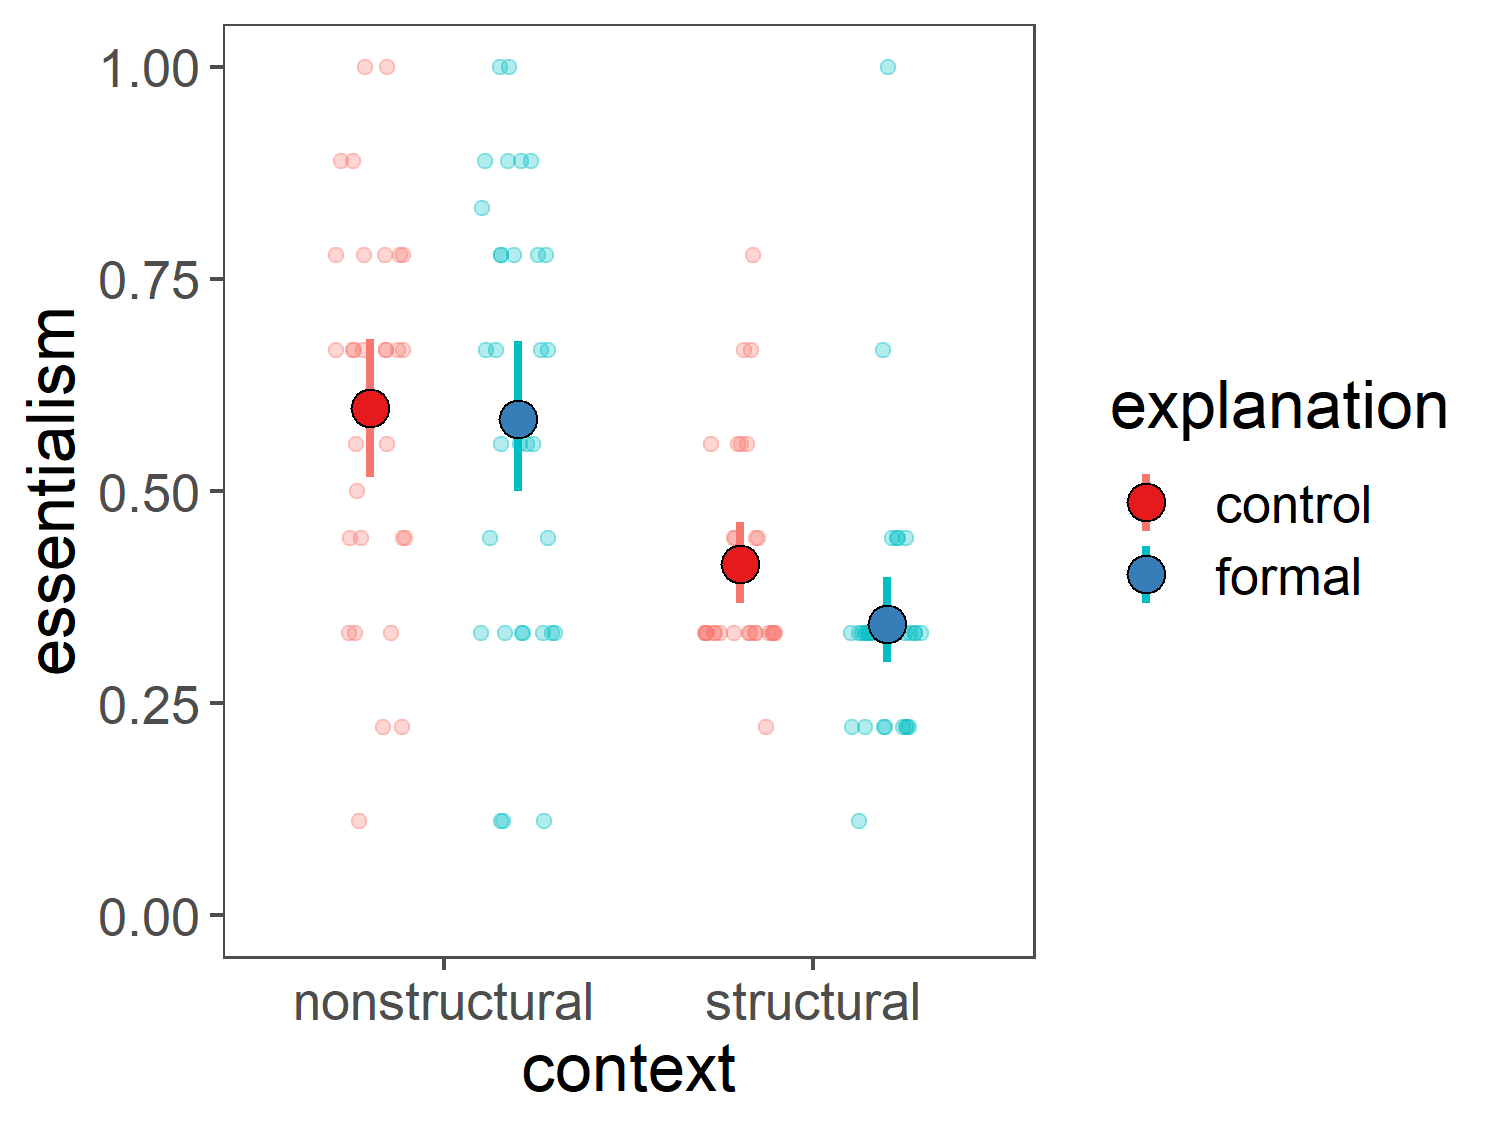 1.00
0.75
0.50
0.25
0.00
essentialism
nonstructural
structural
context
explanation
control
formal